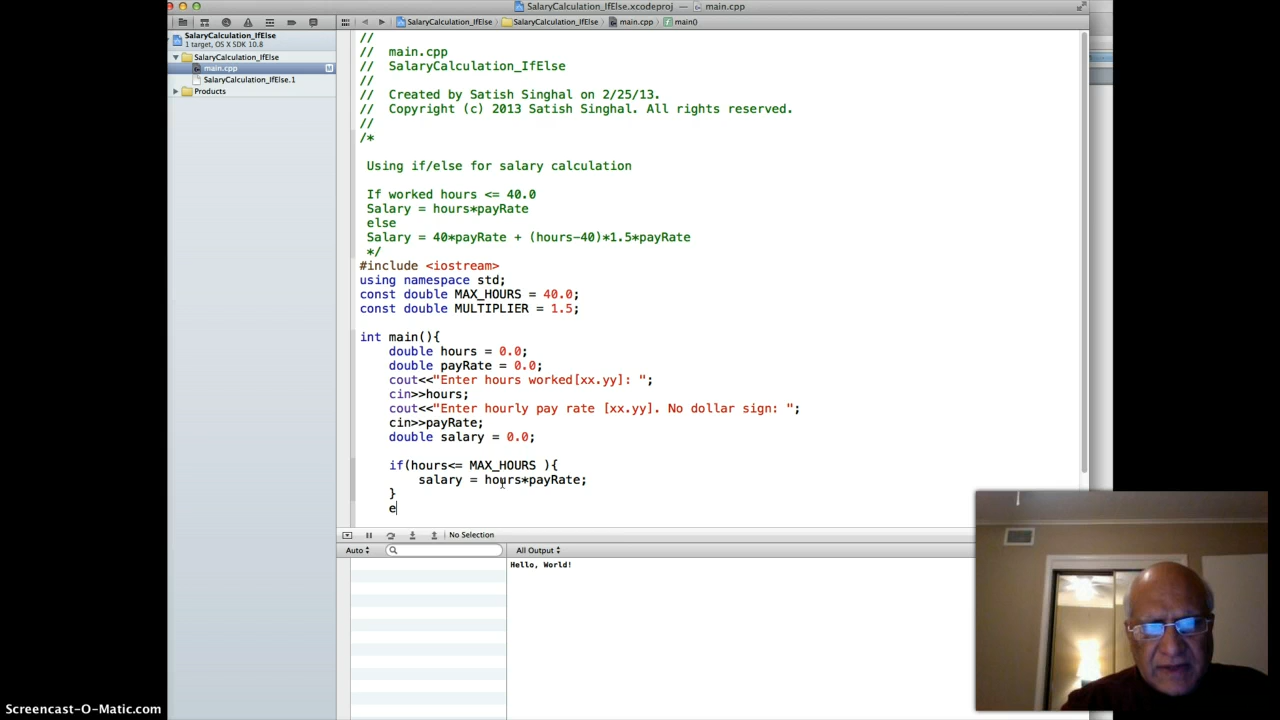 SalaryCalculation_IfElse.xcodeproj — main.cpp
SalaryCalculation_IfElse SalaryCalculation_IfElse main.cpp main()
SalaryCalculation_IfElse
1 target, OS X SDK 10.8
SalaryCalculation_IfElse
main.cpp M
SalaryCalculation_IfElse.1
Products
//
// main.cpp
// SalaryCalculation_IfElse
//
// Created by Satish Singhal on 2/25/13.
// Copyright (c) 2013 Satish Singhal. All rights reserved.
//
/*
Using if/else for salary calculation
If worked hours <= 40.0
Salary = hours*payRate
else
Salary = 40*payRate + (hours-40)*1.5*payRate
*/
#include <iostream>
using namespace std;
const double MAX_HOURS = 40.0;
const double MULTIPLIER = 1.5;
int main(){
double hours = 0.0;
double payRate = 0.0;
cout<<"Enter hours worked[xx.yy]: ";
cin>>hours;
cout<<"Enter hourly pay rate [xx.yy]. No dollar sign: ";
cin>>payRate;
double salary = 0.0;
if(hours<= MAX_HOURS ){
salary = hours*payRate;
}
e
No Selection
Auto All Output
Hello, World!
Screencast-O-Matic.com